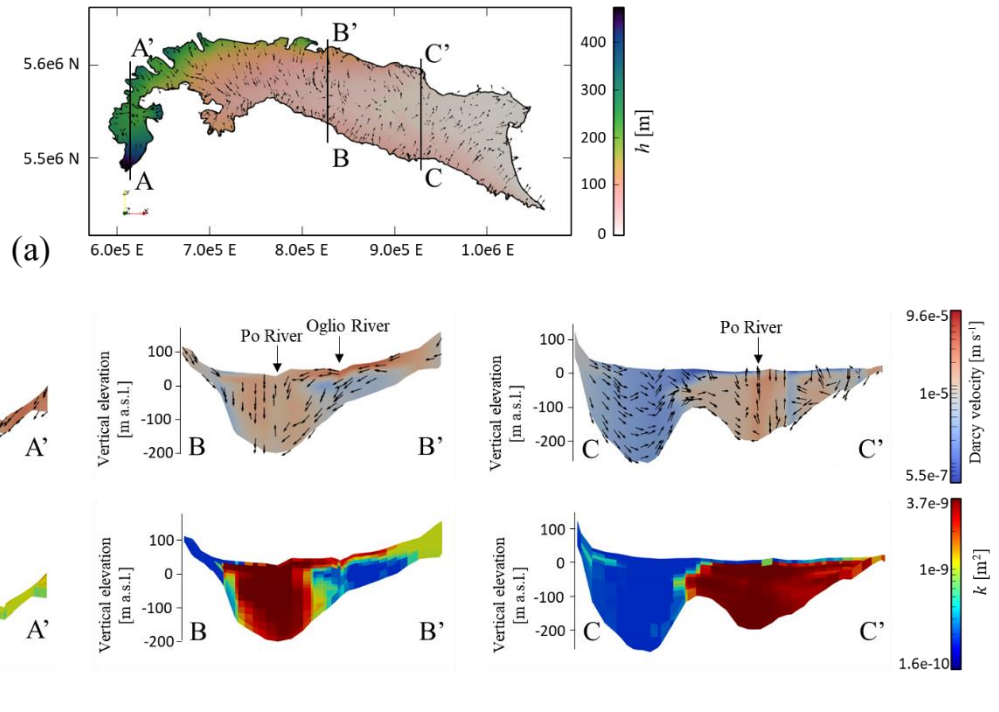 (a)
A’
B’
C’
A
B
C
5.6e6 N
5.5e6 N
6.0e5 E
7.0e5 E
8.0e5 E
9.0e5 E
1.0e6 E
400
300
200
100
0
h [m]
A’
Vertical elevation
[m a.s.l.]
100
0
-100
-200
Po River
Oglio River
B
B’
Vertical elevation
[m a.s.l.]
100
0
-100
-200
Po River
C
C’
9.6e-5
1e-5
5.5e-7
Darcy velocity [m s⁻¹]
A’
Vertical elevation
[m a.s.l.]
100
0
-100
-200
B
B’
Vertical elevation
[m a.s.l.]
100
0
-100
-200
C
C’
3.7e-9
1e-9
1.6e-10
k [m²]